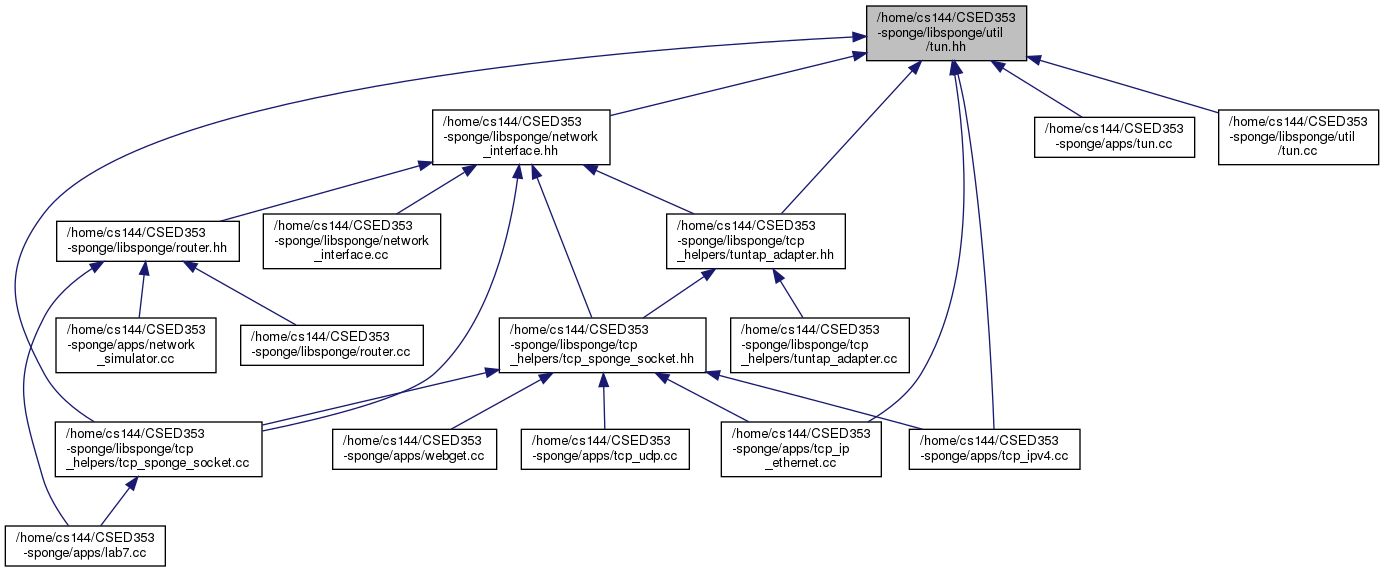 /home/cs144/CSED353
-sponge/libsponge/util
/tun.hh
/home/cs144/CSED353
-sponge/libsponge/network
_interface.hh
/home/cs144/CSED353
-sponge/apps/tun.cc
/home/cs144/CSED353
-sponge/libsponge/util
/tun.cc
/home/cs144/CSED353
-sponge/libsponge/router.hh
/home/cs144/CSED353
-sponge/libsponge/network
_interface.cc
/home/cs144/CSED353
-sponge/libsponge/tcp
_helpers/tuntap_adapter.hh
/home/cs144/CSED353
-sponge/apps/network
_simulator.cc
/home/cs144/CSED353
-sponge/libsponge/router.cc
/home/cs144/CSED353
-sponge/libsponge/tcp
_helpers/tcp_sponge_socket.hh
/home/cs144/CSED353
-sponge/libsponge/tcp
_helpers/tuntap_adapter.cc
/home/cs144/CSED353
-sponge/libsponge/tcp
_helpers/tcp_sponge_socket.cc
/home/cs144/CSED353
-sponge/apps/webget.cc
/home/cs144/CSED353
-sponge/apps/tcp_udp.cc
/home/cs144/CSED353
-sponge/apps/tcp_ip
_ethernet.cc
/home/cs144/CSED353
-sponge/apps/tcp_ipv4.cc
/home/cs144/CSED353
-sponge/apps/lab7.cc